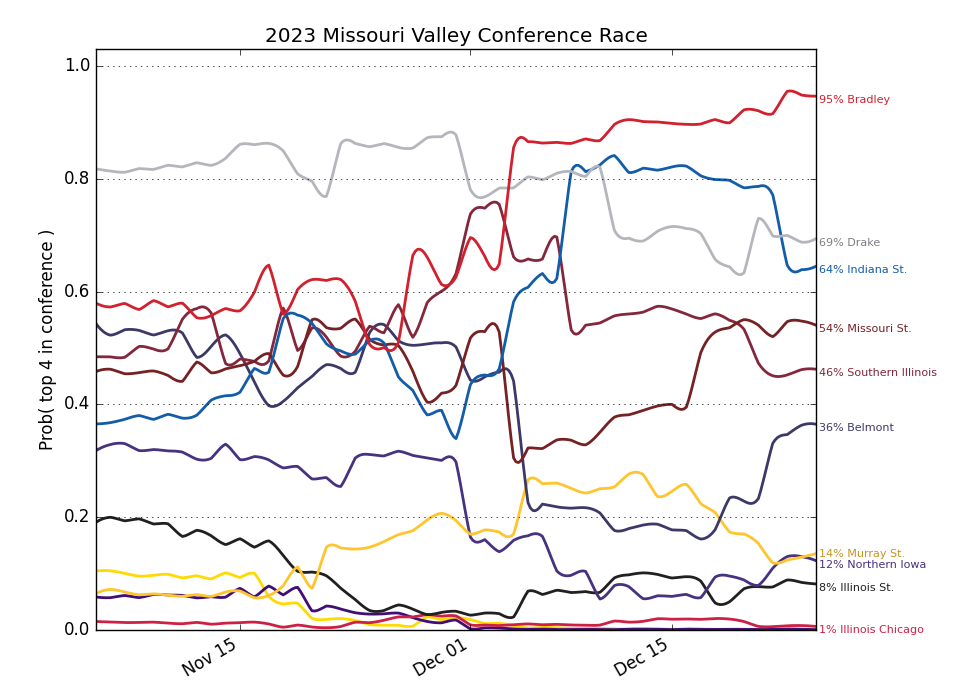 2023 Missouri Valley Conference Race
Prob( top 4 in conference )
1.0
0.8
0.6
0.4
0.2
0.0
Nov 15
Dec 01
Dec 15
95% Bradley
69% Drake
64% Indiana St.
54% Missouri St.
46% Southern Illinois
36% Belmont
14% Murray St.
12% Northern Iowa
8% Illinois St.
1% Illinois Chicago